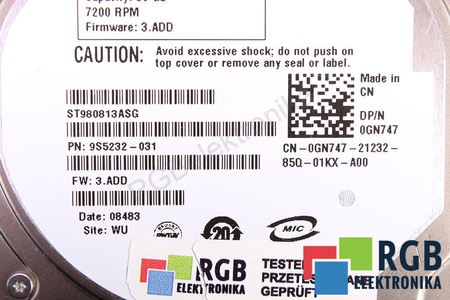 7200 RPM
Firmware: 3.ADD
CAUTION: Avoid excessive shock; do not push on
top cover or remove any seal or label.
ST980813ASG
PN: 9S5232-031
FW: 3.ADD
Date: 08483
Site: WU
Made in
CN
DP/N
0GN747
CN - 0GN747 - 21232 -
85Q - 01KX - A00
MIC
RGB
ELEKTRONIKA
TESTED
GEPRÜFT
RGB
ELEKTRONIKA